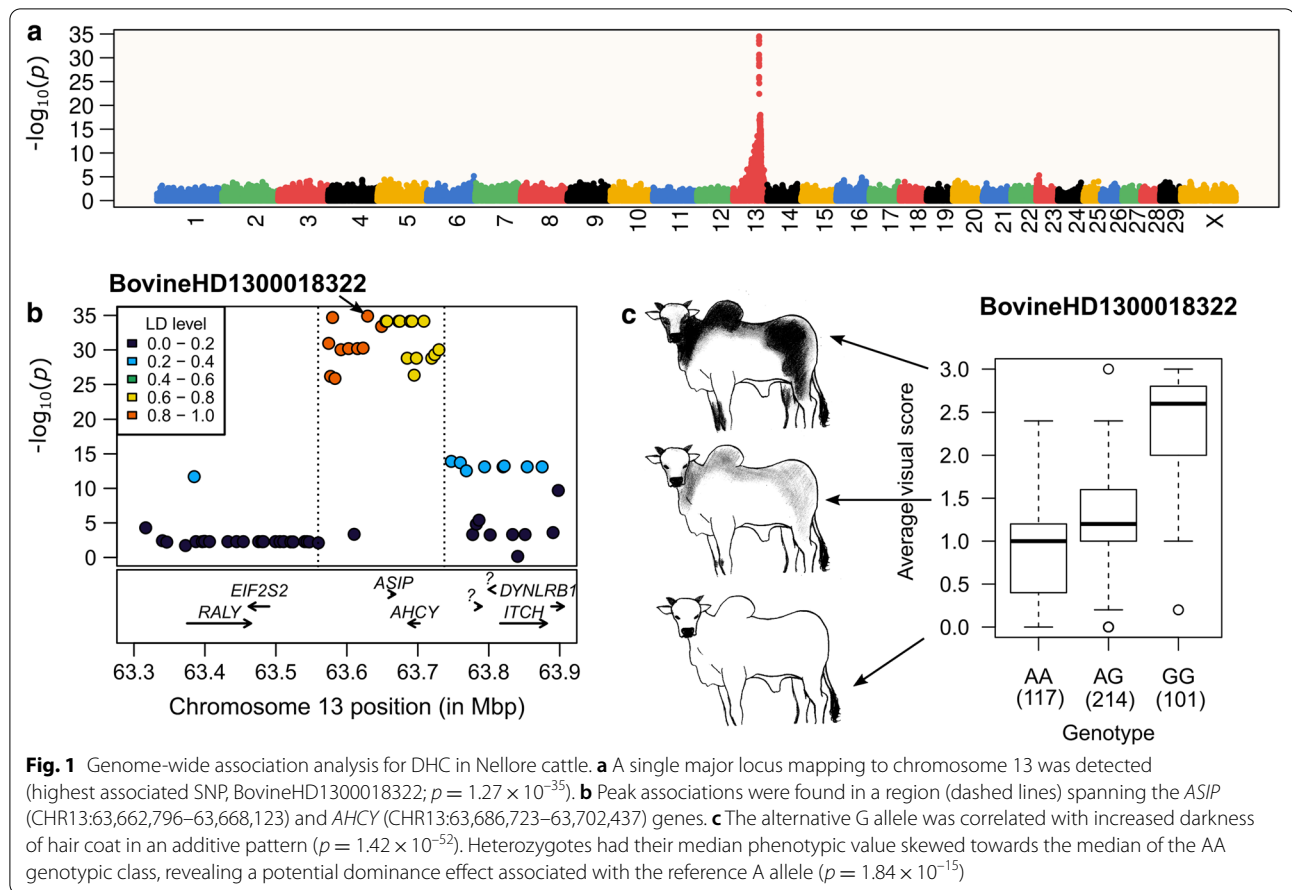 a
-log10(p)
35
30
25
20
15
10
5
0
1 2 3 4 5 6 7 8 9 10 11 12 13 14 15 16 17 18 19 20 21 22 23 24 25 26 27 28 29 X
BovineHD1300018322
b
-log10(p)
35
30
25
20
15
10
5
0
LD level
0.0 − 0.2
0.2 − 0.4
0.4 − 0.6
0.6 − 0.8
0.8 − 1.0
EIF2S2
RALY
ASIP
AHCY
?
?
DYNLRB1
ITCH
63.3 63.4 63.5 63.6 63.7 63.8 63.9
Chromosome 13 position (in Mbp)
c
BovineHD1300018322
Average visual score
3.0
2.5
2.0
1.5
1.0
0.5
0.0
AA AG GG
(117) (214) (101)
Genotype
Fig. 1 Genome-wide association analysis for DHC in Nellore cattle. a A single major locus mapping to chromosome 13 was detected
(highest associated SNP, BovineHD1300018322; p = 1.27 × 10⁻³⁵). b Peak associations were found in a region (dashed lines) spanning the ASIP
(CHR13:63,662,796–63,668,123) and AHCY (CHR13:63,686,723–63,702,437) genes. c The alternative G allele was correlated with increased darkness
of hair coat in an additive pattern (p = 1.42 × 10⁻⁵²). Heterozygotes had their median phenotypic value skewed towards the median of the AA
genotypic class, revealing a potential dominance effect associated with the reference A allele (p = 1.84 × 10⁻¹⁵)